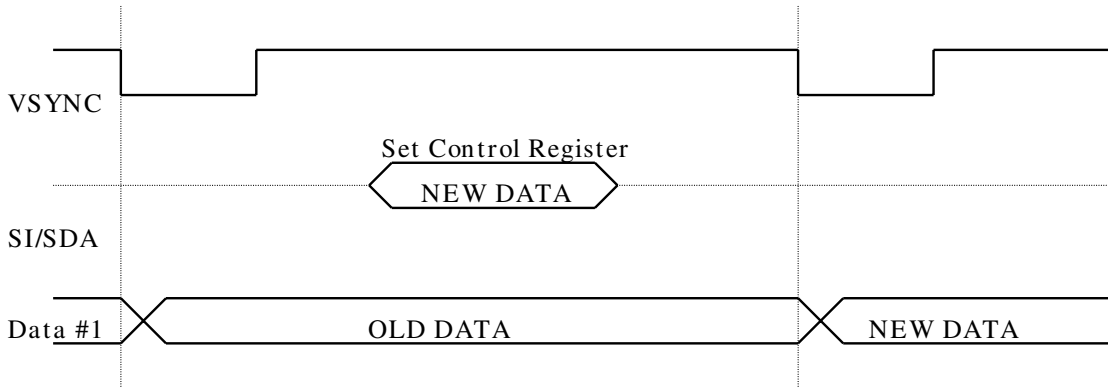 VSYNC
Set Control Register
NEW DATA
SI/SDA
Data #1
OLD DATA
NEW DATA